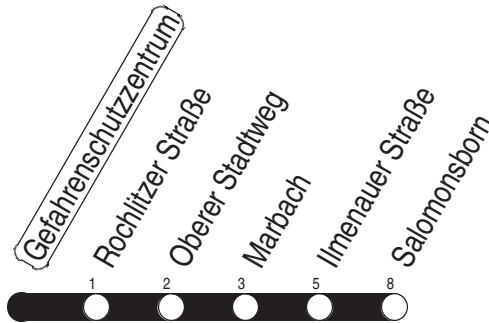 Gefahrenschutzzentrum
Rochlitzer Straße
Oberer Stadtweg
Marbach
Ilmenauer Straße
Salomonsborn
1 2 3 5 8